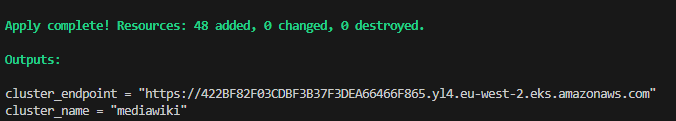 Apply complete! Resources: 48 added, 0 changed, 0 destroyed.
Outputs:
cluster_endpoint = "https://422BF82F03CDBF3B37F3DEA66466F865.yl4.eu-west-2.eks.amazonaws.com"
cluster_name = "mediawiki"